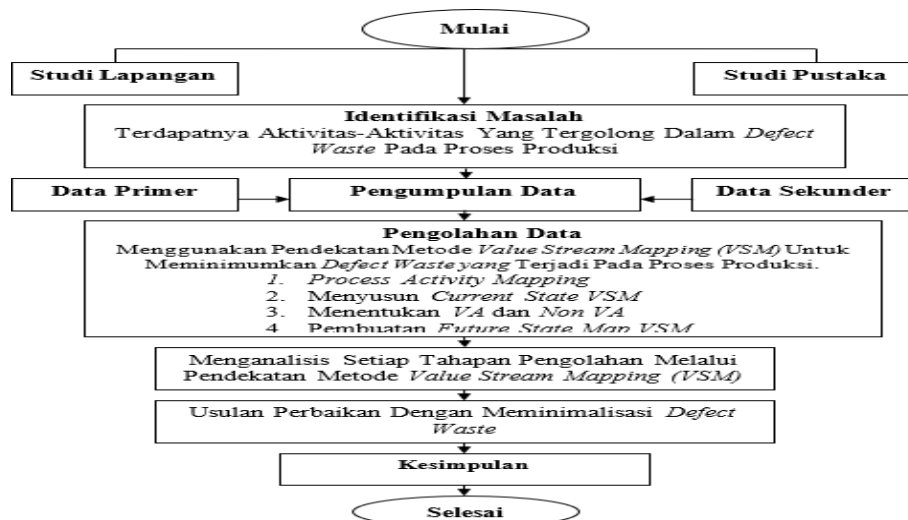 Mulai
Studi Lapangan
Studi Pustaka
Identifikasi Masalah
Terdapatnya Aktivitas-Aktivitas Yang Tergolong Dalam Defect
Waste Pada Proses Produksi
Data Primer
Pengumpulan Data
Data Sekunder
Pengolahan Data
Menggunakan Pendekatan Metode Value Stream Mapping (VSM) Untuk
Meminimumkan Defect Waste yang Terjadi Pada Proses Produksi.
1. Process Activity Mapping
2. Menyusun Current State VSM
3. Menentukan VA dan Non VA
4 Pembuatan Future State Map VSM
Menganalisis Setiap Tahapan Pengolahan Melalui
Pendekatan Metode Value Stream Mapping (VSM)
Usulan Perbaikan Dengan Meminimalisasi Defect
Waste
Kesimpulan
Selesai